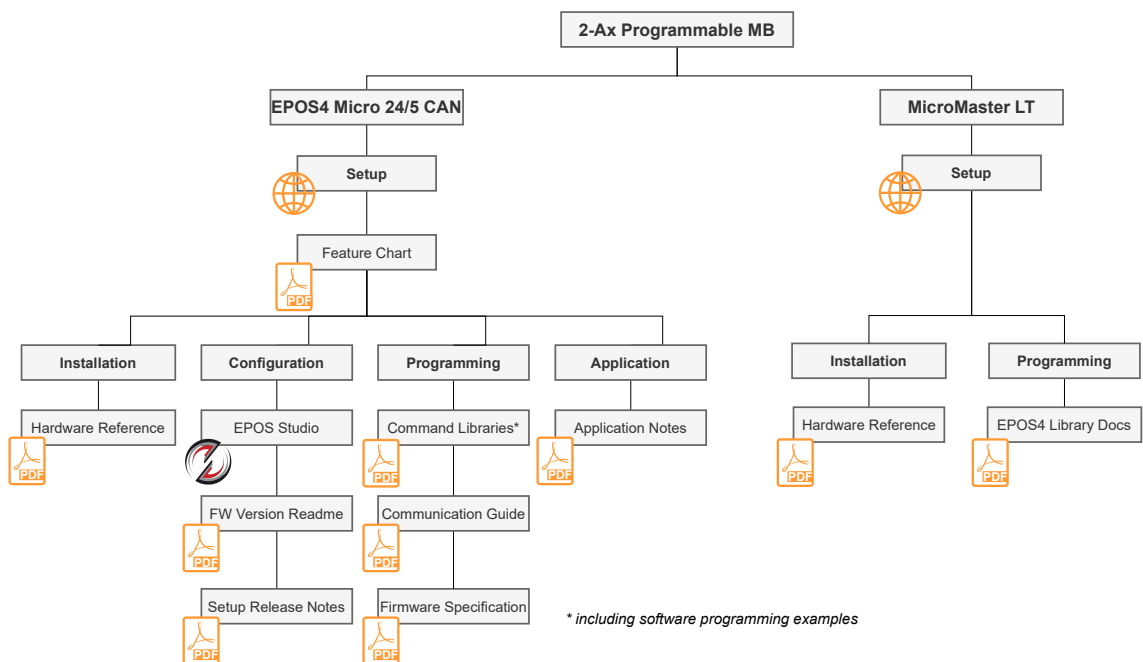 2-Ax Programmable MB
EPOS4 Micro 24/5 CAN
MicroMaster LT
Setup
Setup
Feature Chart
PDF
Installation
Configuration
Programming
Application
Installation
Programming
Hardware Reference
EPOS Studio
Command Libraries*
Application Notes
Hardware Reference
EPOS4 Library Docs
PDF
PDF
PDF
PDF
PDF
FW Version Readme
Communication Guide
PDF
PDF
Setup Release Notes
Firmware Specification
* including software programming examples
PDF
PDF